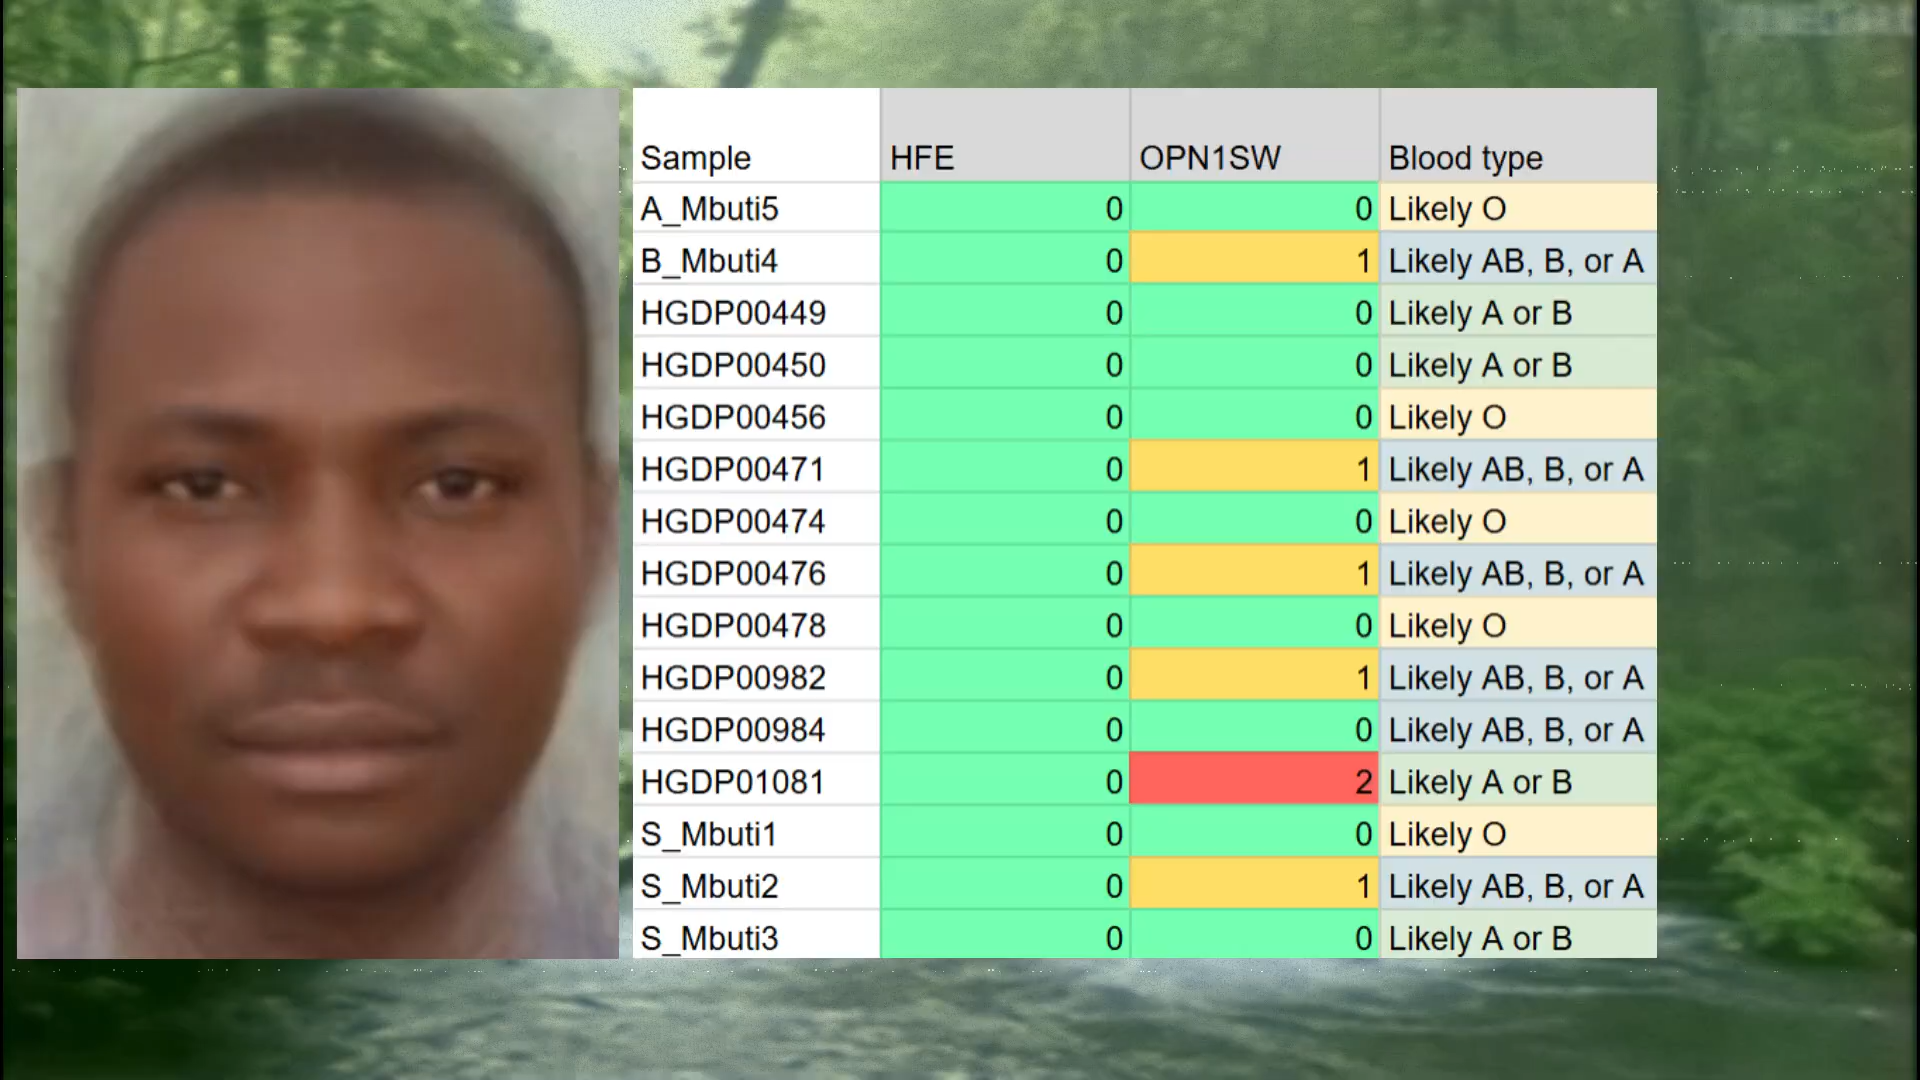 Sample HFE OPN1SW Blood type
A_Mbuti5 0 0 Likely O
B_Mbuti4 0 1 Likely AB, B, or A
HGDP00449 0 0 Likely A or B
HGDP00450 0 0 Likely A or B
HGDP00456 0 0 Likely O
HGDP00471 0 1 Likely AB, B, or A
HGDP00474 0 0 Likely O
HGDP00476 0 1 Likely AB, B, or A
HGDP00478 0 0 Likely O
HGDP00982 0 1 Likely AB, B, or A
HGDP00984 0 0 Likely AB, B, or A
HGDP01081 0 2 Likely A or B
S_Mbuti1 0 0 Likely O
S_Mbuti2 0 1 Likely AB, B, or A
S_Mbuti3 0 0 Likely A or B